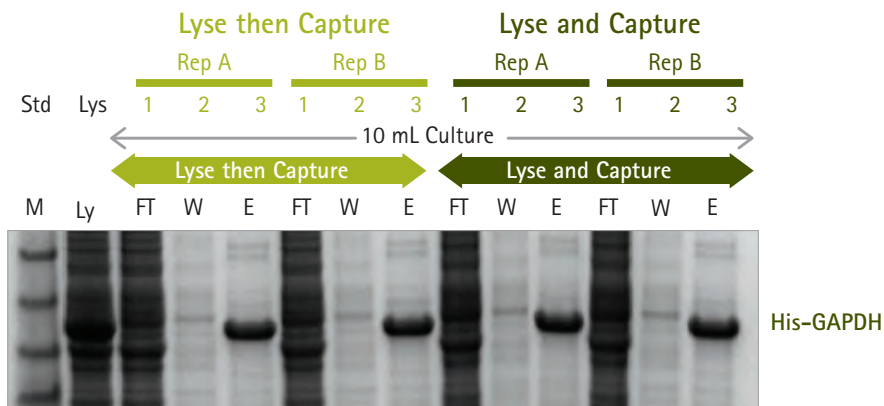 Lyse then Capture Lyse and Capture
Rep A Rep B Rep A Rep B
Std Lys 1 2 3 1 2 3 1 2 3 1 2 3
10 mL Culture
Lyse then Capture Lyse and Capture
M Ly FT W E FT W E FT W E FT W E
His-GAPDH